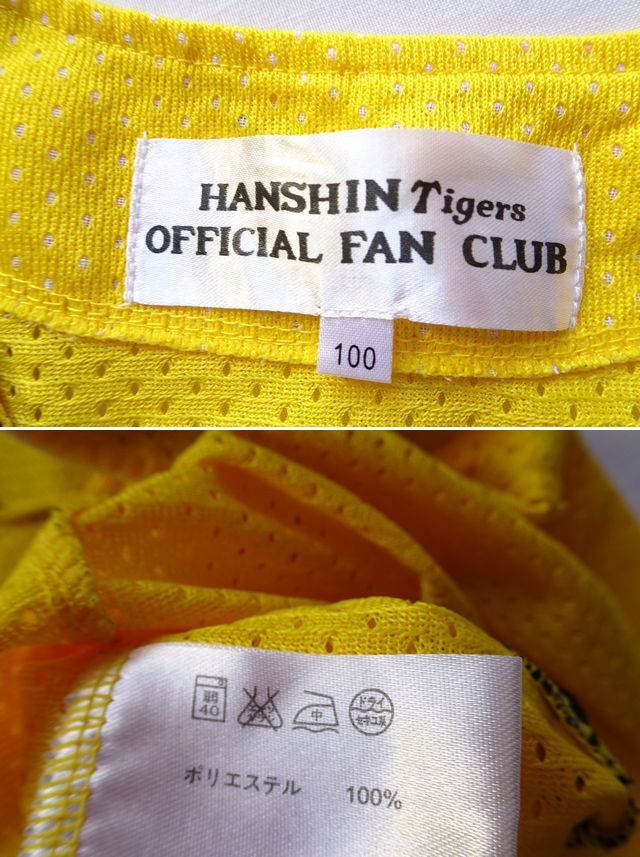 HANSHIN Tigers
OFFICIAL FAN CLUB
100
弱
40
中
ドライ
セキユ系
ポリエステル 100%